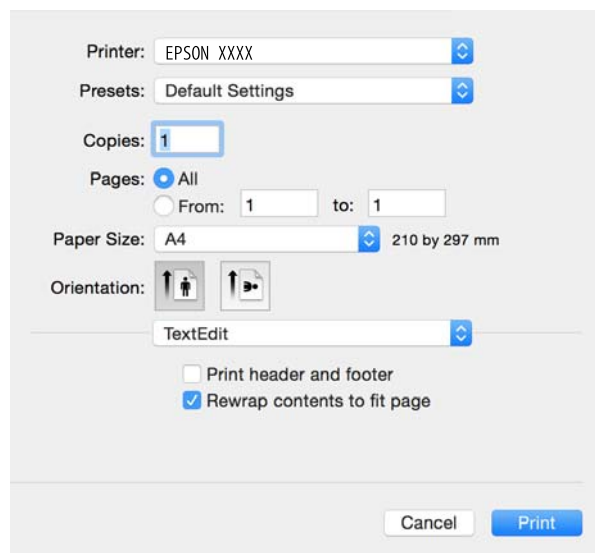 Printer: EPSON XXXX
Presets: Default Settings
Copies: 1
Pages: All
From: 1 to: 1
Paper Size: A4 210 by 297 mm
Orientation:
TextEdit
Print header and footer
Rewrap contents to fit page
Cancel Print